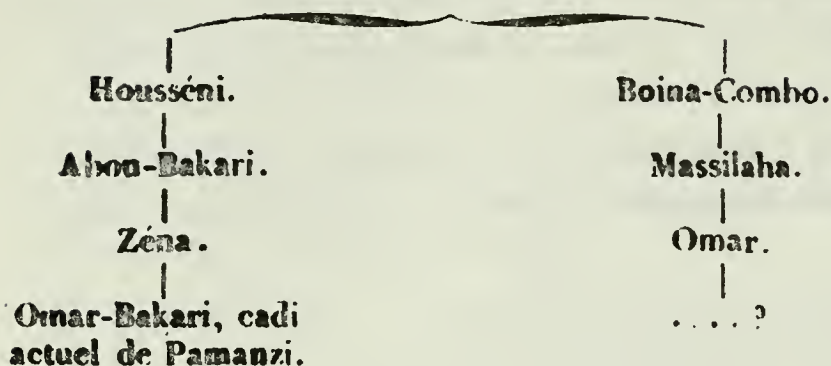 Housséni.
Boina-Combo.
Abou-Bakari.
Massilaha.
Zéna.
Omar.
Omar-Bakari, cadi
actuel de Pamanzi.
. . . . ?